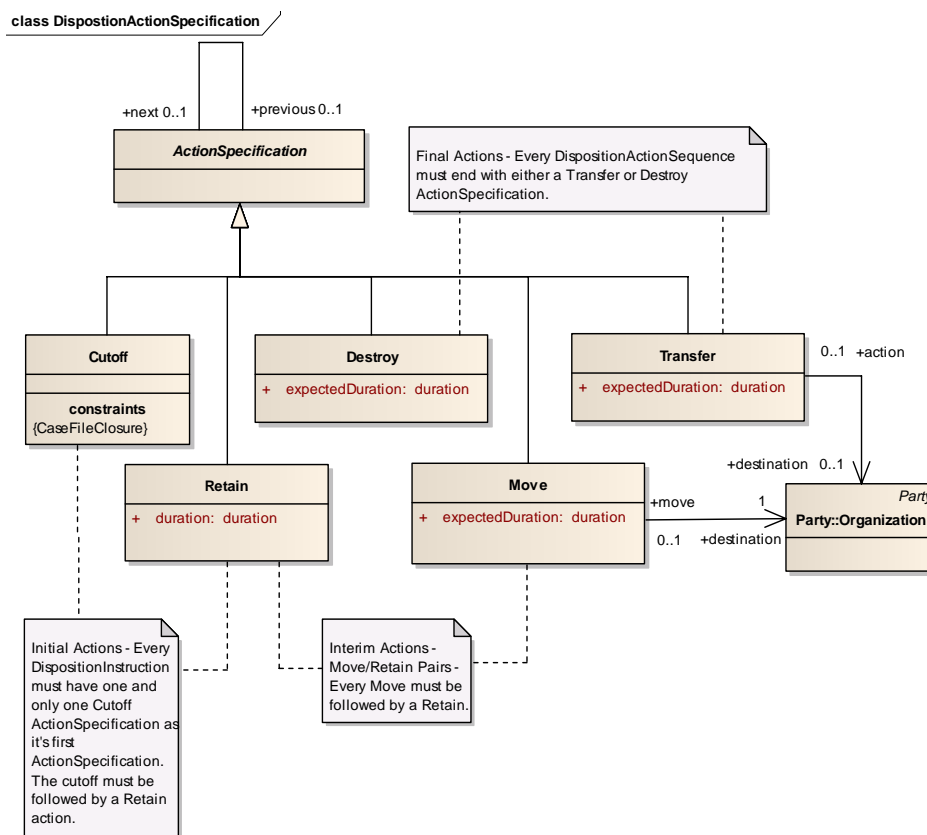 class DispostionActionSpecification
+next 0..1
+previous 0..1
ActionSpecification
Final Actions - Every DispositionActionSequence
must end with either a Transfer or Destroy
ActionSpecification.
Cutoff
constraints
{CaseFileClosure}
Destroy
+ expectedDuration: duration
Transfer
+ expectedDuration: duration
0..1 +action
+destination 0..1
Retain
+ duration: duration
Move
+ expectedDuration: duration
+move
0..1
1
+destination
Party
Party::Organization
Initial Actions - Every
DispositionInstruction
must have one and
only one Cutoff
ActionSpecification as
it's first
ActionSpecification.
The cutoff must be
followed by a Retain
action.
Interim Actions -
Move/Retain Pairs -
Every Move must be
followed by a Retain.